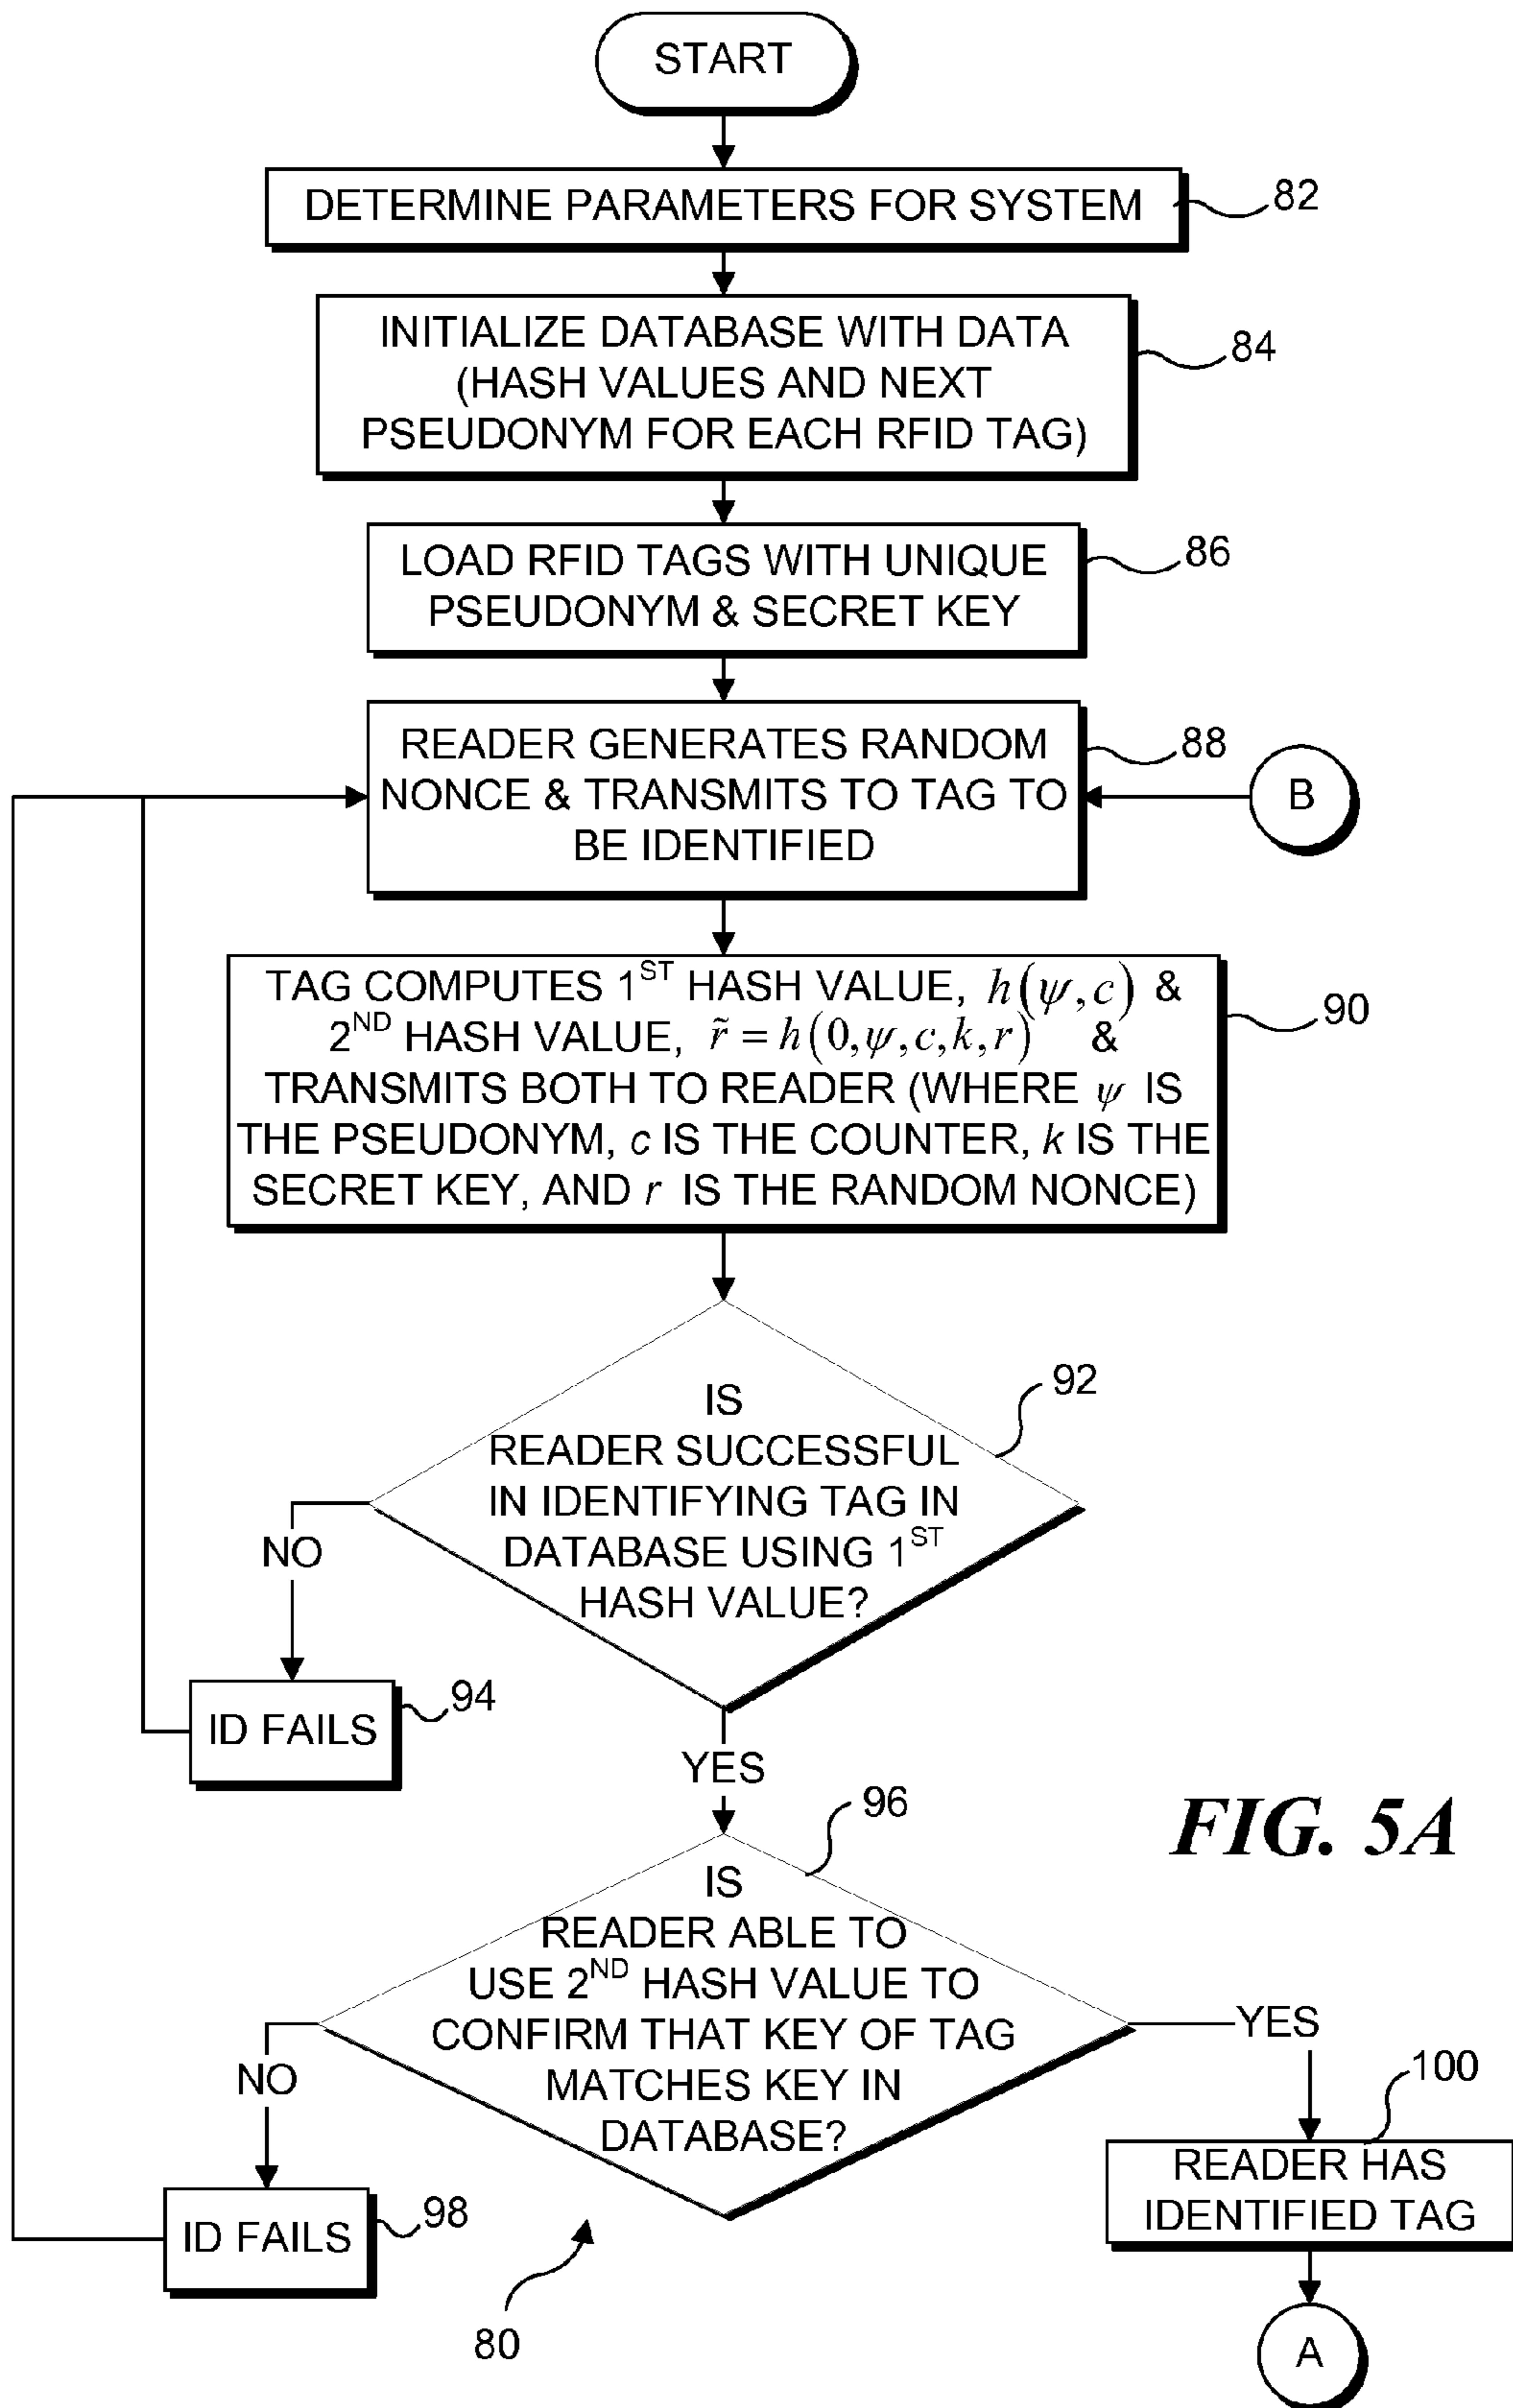 START
DETERMINE PARAMETERS FOR SYSTEM
82
INITIALIZE DATABASE WITH DATA
(HASH VALUES AND NEXT
PSEUDONYM FOR EACH RFID TAG)
84
LOAD RFID TAGS WITH UNIQUE
PSEUDONYM & SECRET KEY
86
READER GENERATES RANDOM
NONCE & TRANSMITS TO TAG TO
BE IDENTIFIED
88
B
TAG COMPUTES 1ST HASH VALUE, h(ψ,c) &
2ND HASH VALUE, r̃ = h(0,ψ,c,k,r) &
TRANSMITS BOTH TO READER (WHERE ψ IS
THE PSEUDONYM, c IS THE COUNTER, k IS THE
SECRET KEY, AND r IS THE RANDOM NONCE)
90
IS
READER SUCCESSFUL
IN IDENTIFYING TAG IN
DATABASE USING 1ST
HASH VALUE?
92
NO
ID FAILS
94
YES
FIG. 5A
IS
READER ABLE TO
USE 2ND HASH VALUE TO
CONFIRM THAT KEY OF TAG
MATCHES KEY IN
DATABASE?
96
NO
ID FAILS
98
YES
READER HAS
IDENTIFIED TAG
100
80
A